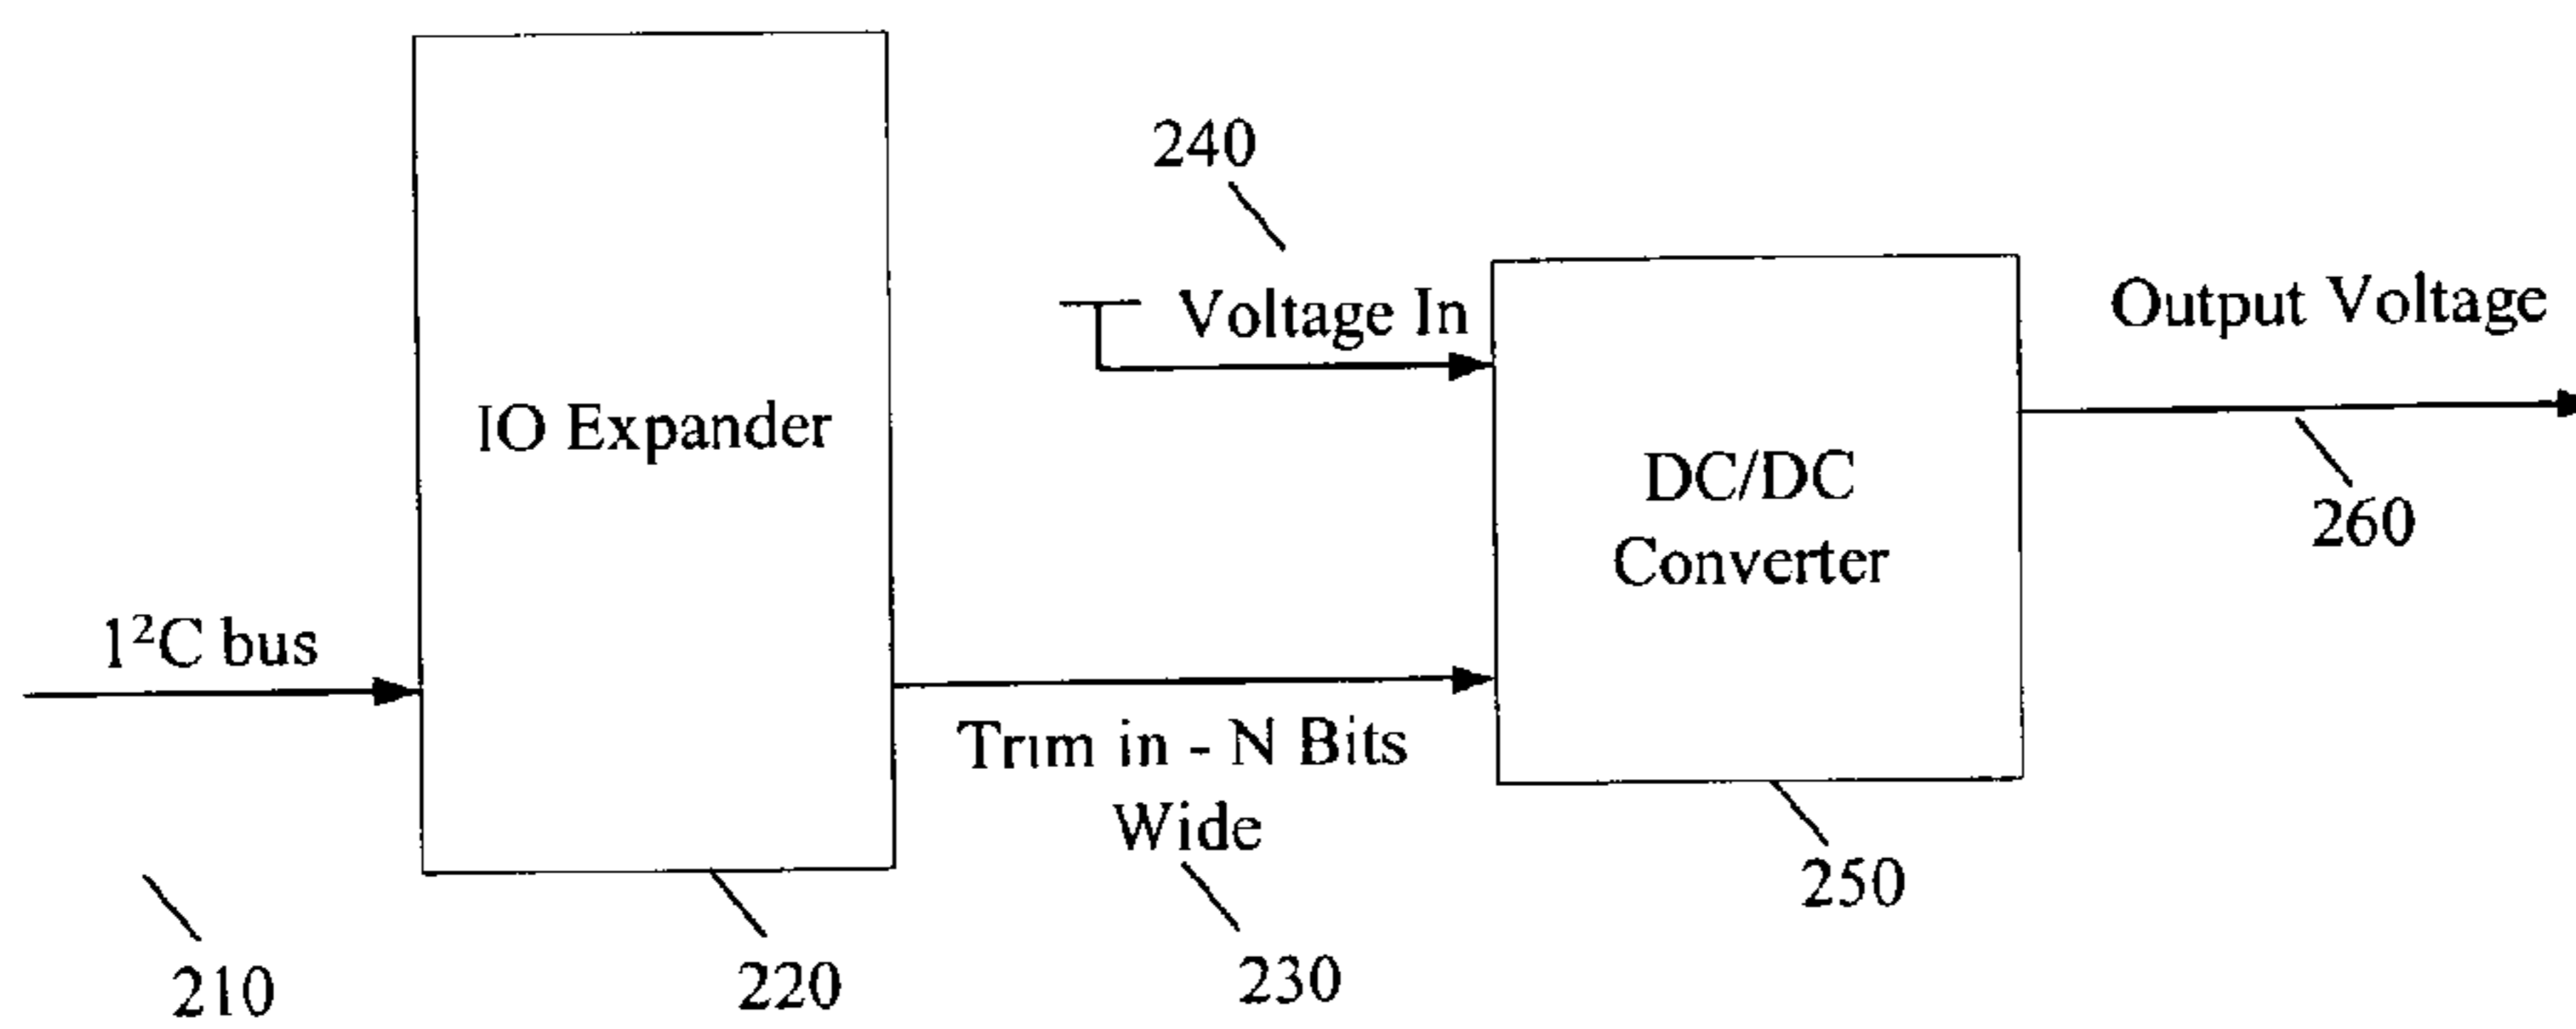 240
Voltage In
Output Voltage
IO Expander
DC/DC
Converter
260
I²C bus
Trim in - N Bits
Wide
250
210
220
230